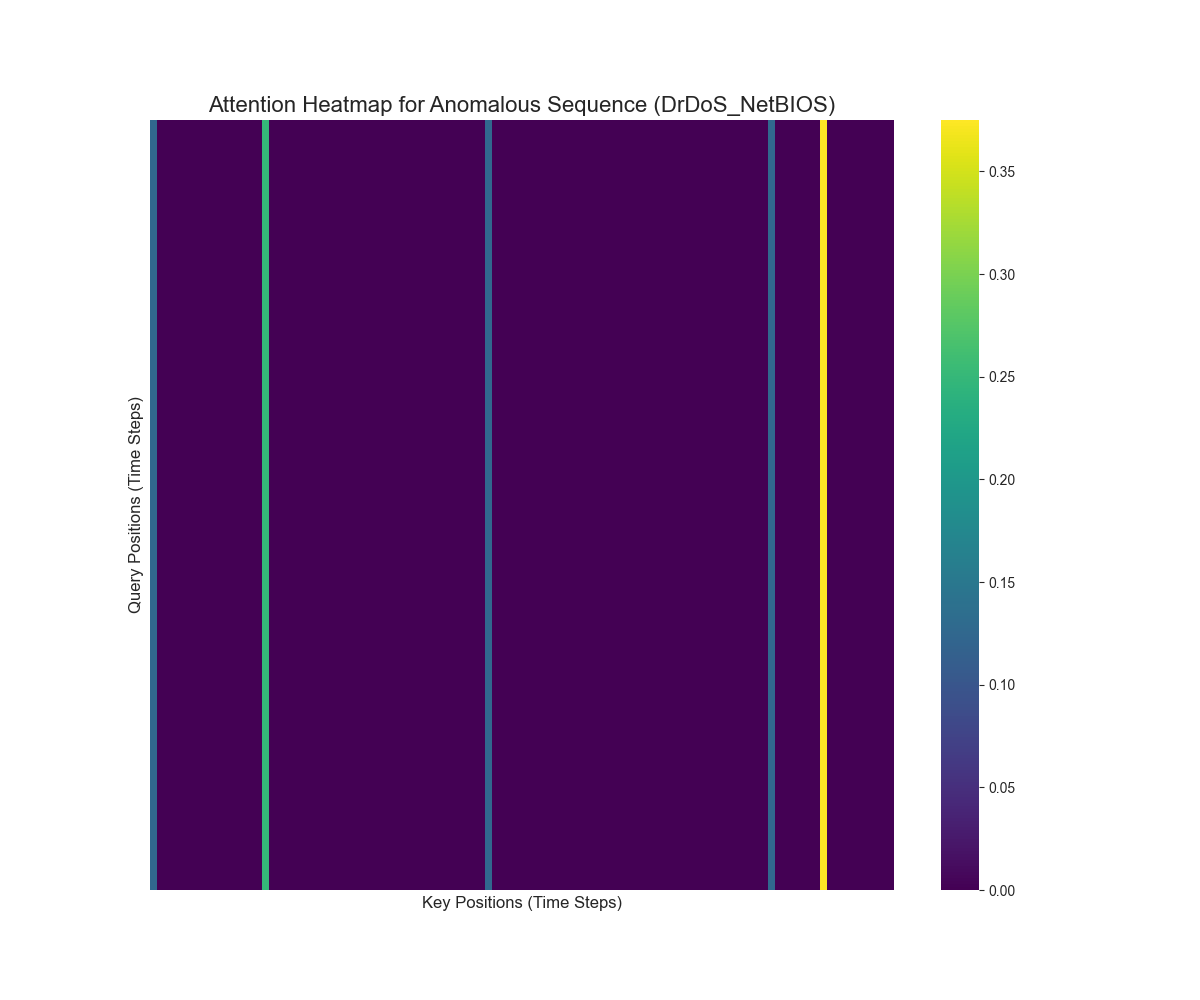 Attention Heatmap for Anomalous Sequence (DrDoS_NetBIOS)
Query Positions (Time Steps)
Key Positions (Time Steps)
0.35
0.30
0.25
0.20
0.15
0.10
0.05
0.00